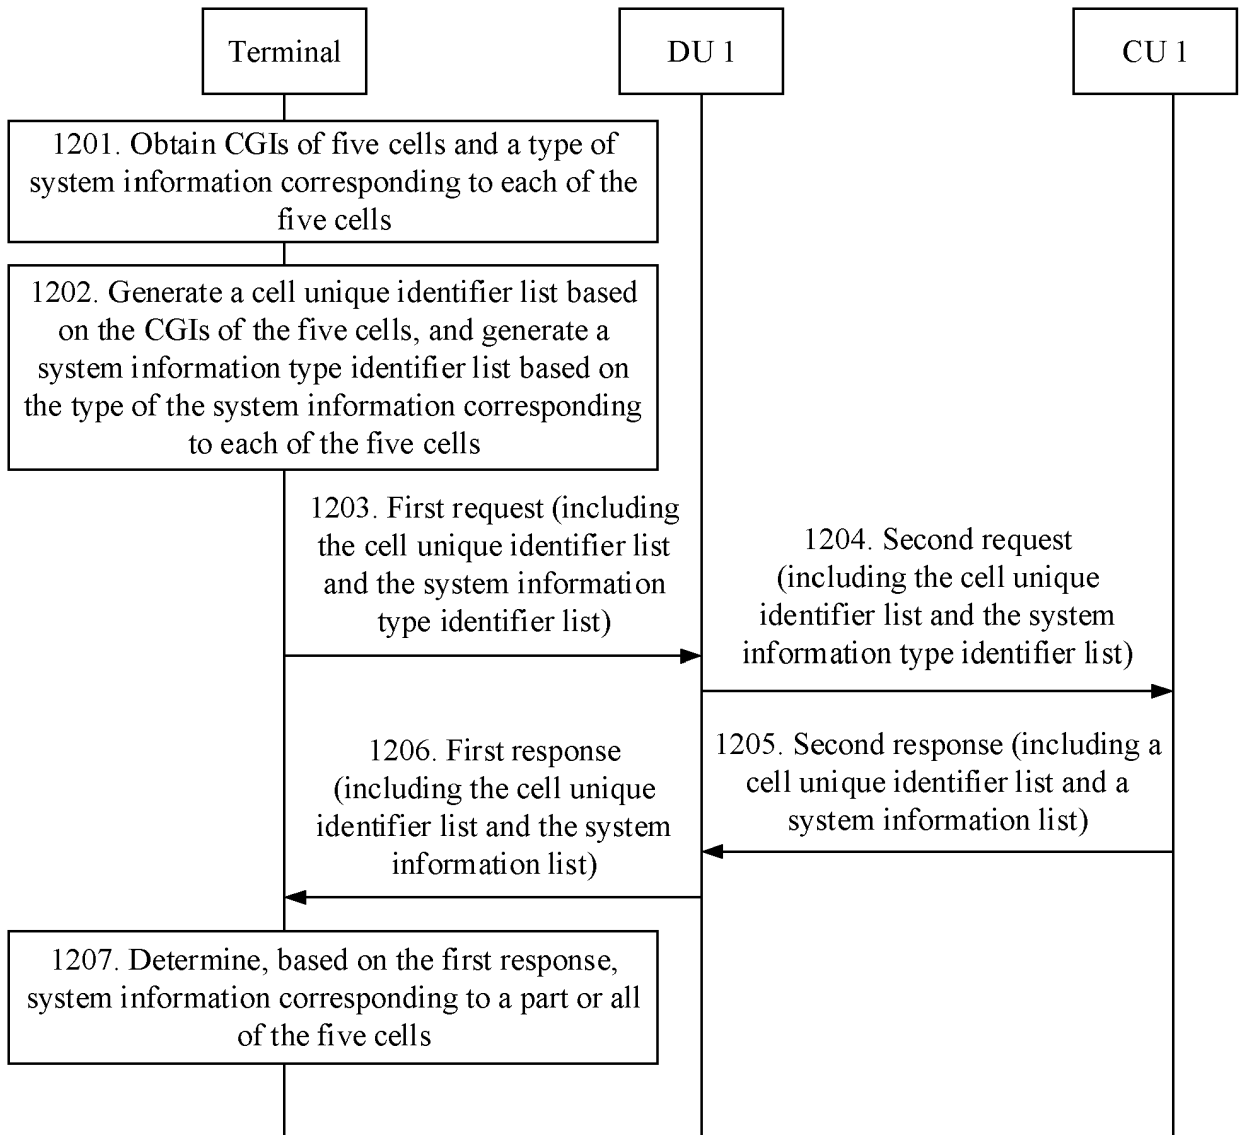 Terminal
DU 1
CU 1
1201. Obtain CGIs of five cells and a type of
system information corresponding to each of the
five cells
1202. Generate a cell unique identifier list based
on the CGIs of the five cells, and generate a
system information type identifier list based on
the type of the system information corresponding
to each of the five cells
1203. First request (including
the cell unique identifier list
and the system information
type identifier list)
1204. Second request
(including the cell unique
identifier list and the system
information type identifier list)
1205. Second response (including a
cell unique identifier list and a
system information list)
1206. First response
(including the cell unique
identifier list and the system
information list)
1207. Determine, based on the first response,
system information corresponding to a part or all
of the five cells